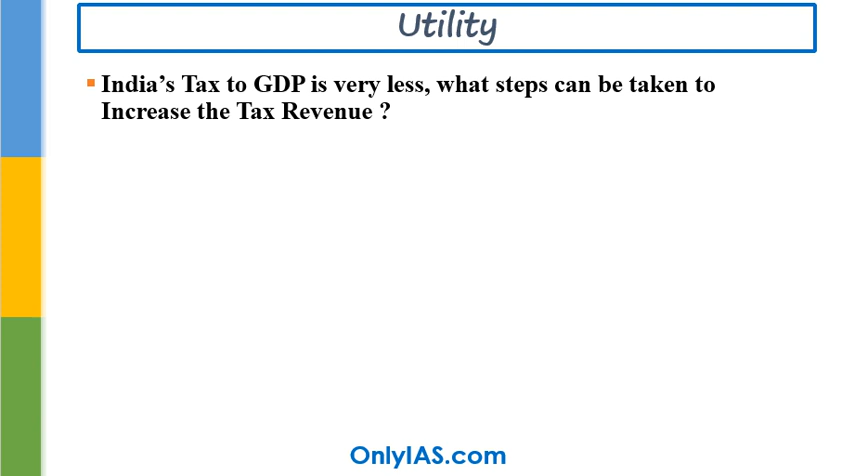 Utility
India's Tax to GDP is very less, what steps can be taken to
Increase the Tax Revenue ?
OnlyIAS.com